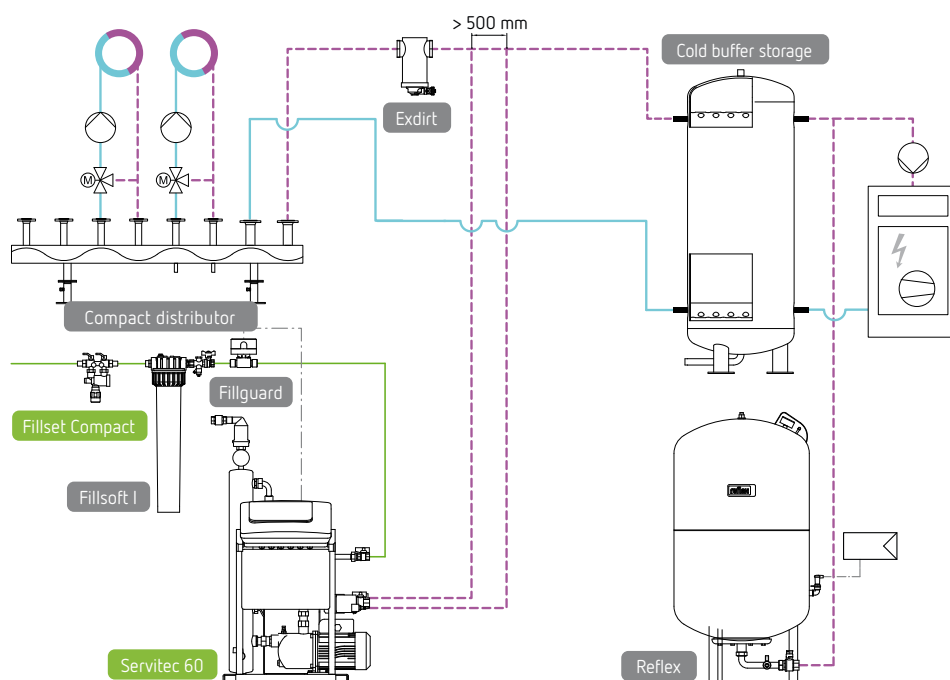 > 500 mm
Cold buffer storage
Exdirt
M
M
Compact distributor
Fillguard
Fillset Compact
Fillsoft I
reflex
Servitec 60
Reflex